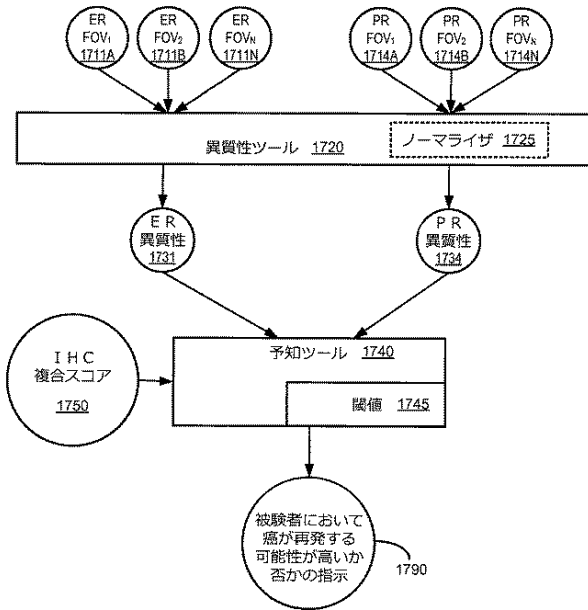 ER
FOV₁
1711A
ER
FOV₂
1711B
ER
FOVN
1711N
PR
FOV₁
1714A
PR
FOV₂
1714B
PR
FOVN
1714N
異質性ツール 1720
ノーマライザ 1725
ER
異質性
1731
PR
異質性
1734
IHC
複合スコア
1750
予知ツール 1740
閾値 1745
被験者において
癌が再発する
可能性が高いか
否かの指示
1790